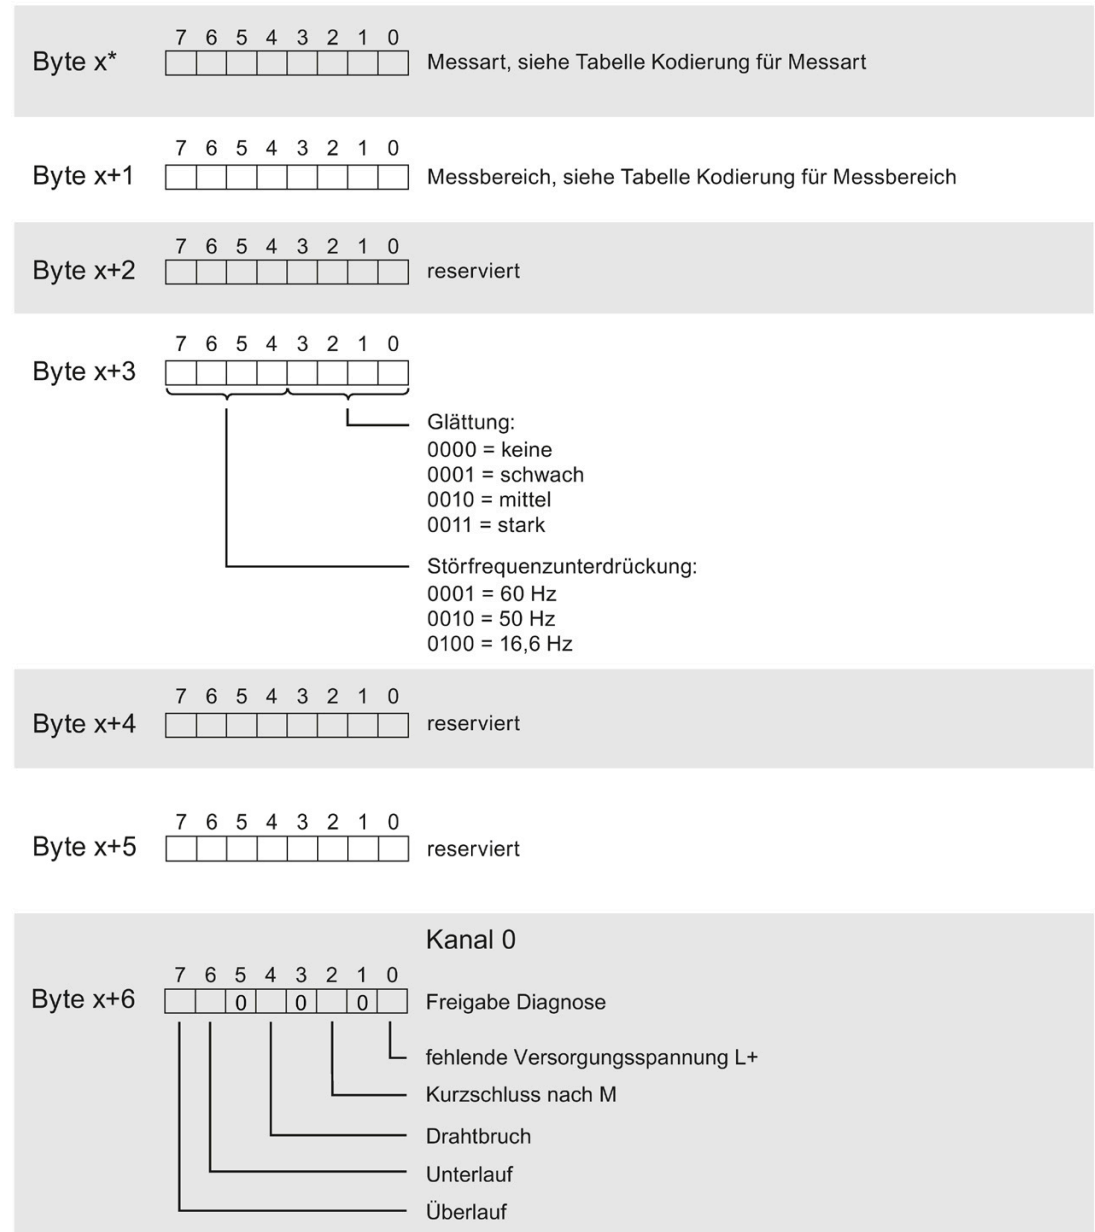 7 6 5 4 3 2 1 0
Byte x* Messart, siehe Tabelle Kodierung für Messart
7 6 5 4 3 2 1 0
Byte x+1 Messbereich, siehe Tabelle Kodierung für Messbereich
7 6 5 4 3 2 1 0
Byte x+2 reserviert
7 6 5 4 3 2 1 0
Byte x+3
Glättung:
0000 = keine
0001 = schwach
0010 = mittel
0011 = stark
Störfrequenzunterdrückung:
0001 = 60 Hz
0010 = 50 Hz
0100 = 16,6 Hz
7 6 5 4 3 2 1 0
Byte x+4 reserviert
7 6 5 4 3 2 1 0
Byte x+5 reserviert
Kanal 0
7 6 5 4 3 2 1 0
Byte x+6 0 0 0 Freigabe Diagnose
fehlende Versorgungsspannung L+
Kurzschluss nach M
Drahtbruch
Unterlauf
Überlauf